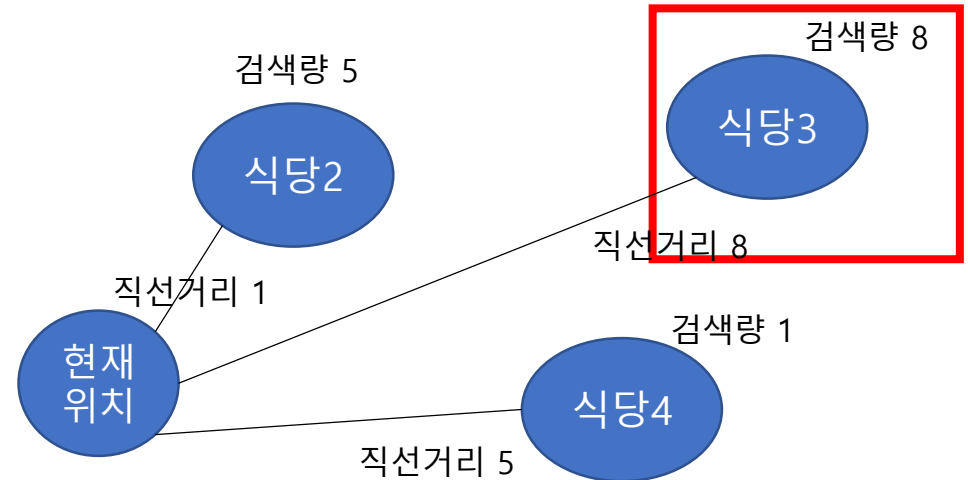 검색량 8
검색량 5
식당3
식당2
직선거리 8
직선거리 1
검색량 1
현재
위치
식당4
직선거리 5